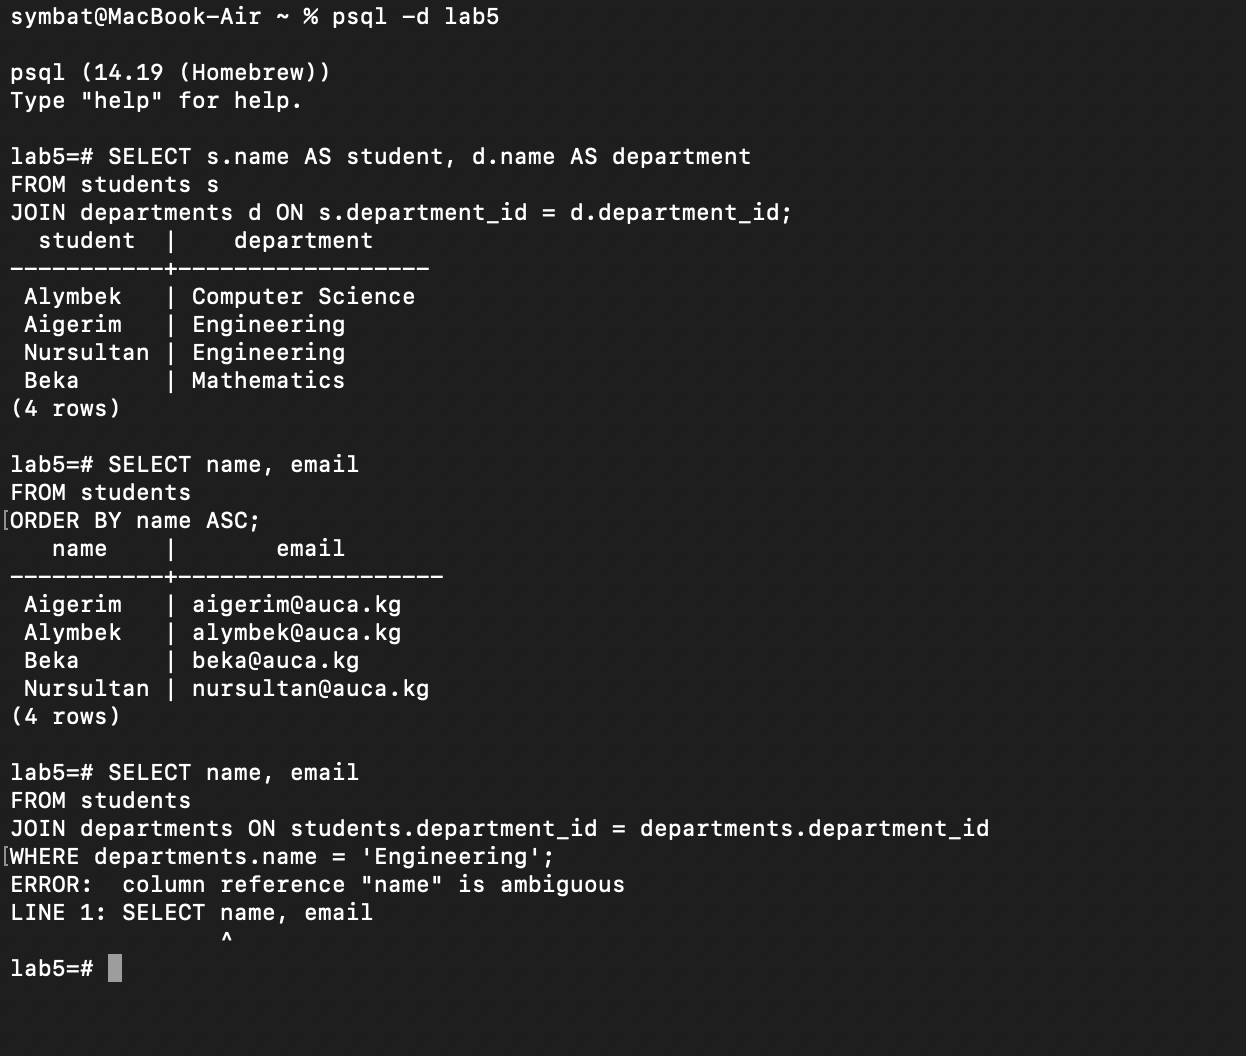 symbat@MacBook-Air ~ % psql -d lab5
psql (14.19 (Homebrew))
Type "help" for help.
lab5=# SELECT s.name AS student, d.name AS department
FROM students s
JOIN departments d ON s.department_id = d.department_id;
  student  |    department
-----------+------------------
 Alymbek   | Computer Science
 Aigerim   | Engineering
 Nursultan | Engineering
 Beka      | Mathematics
(4 rows)
lab5=# SELECT name, email
FROM students
[ORDER BY name ASC;
   name    |       email
-----------+-------------------
 Aigerim   | aigerim@auca.kg
 Alymbek   | alymbek@auca.kg
 Beka      | beka@auca.kg
 Nursultan | nursultan@auca.kg
(4 rows)
lab5=# SELECT name, email
FROM students
JOIN departments ON students.department_id = departments.department_id
[WHERE departments.name = 'Engineering';
ERROR:  column reference "name" is ambiguous
LINE 1: SELECT name, email
               ^
lab5=#